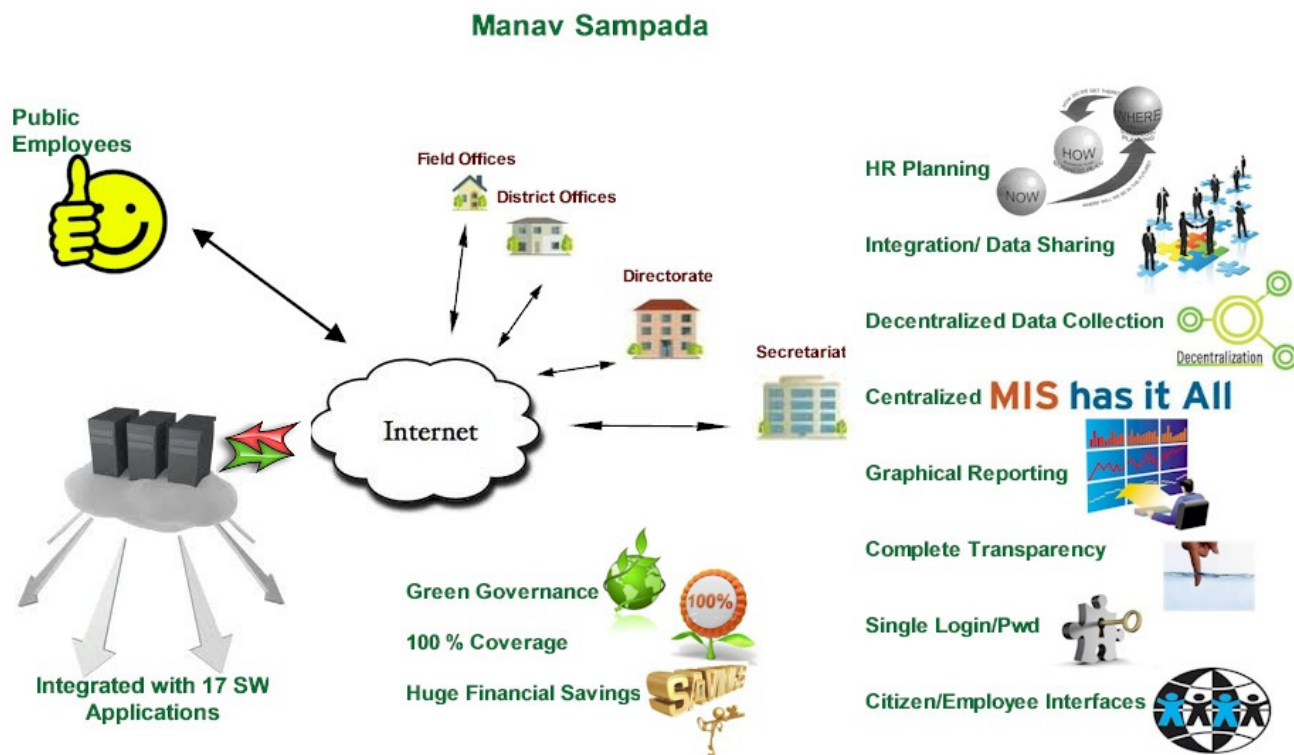 Manav Sampada
Public
Employees
Field Offices
District Offices
Directorate
Secretariat
Internet
Integrated with 17 SW
Applications
Green Governance
100%
100 % Coverage
Huge Financial Savings
HR Planning
WHERE
HOW
NOW
Integration/ Data Sharing
Decentralized Data Collection
Decentralization
Centralized MIS has it All
Graphical Reporting
Complete Transparency
Single Login/Pwd
Citizen/Employee Interfaces